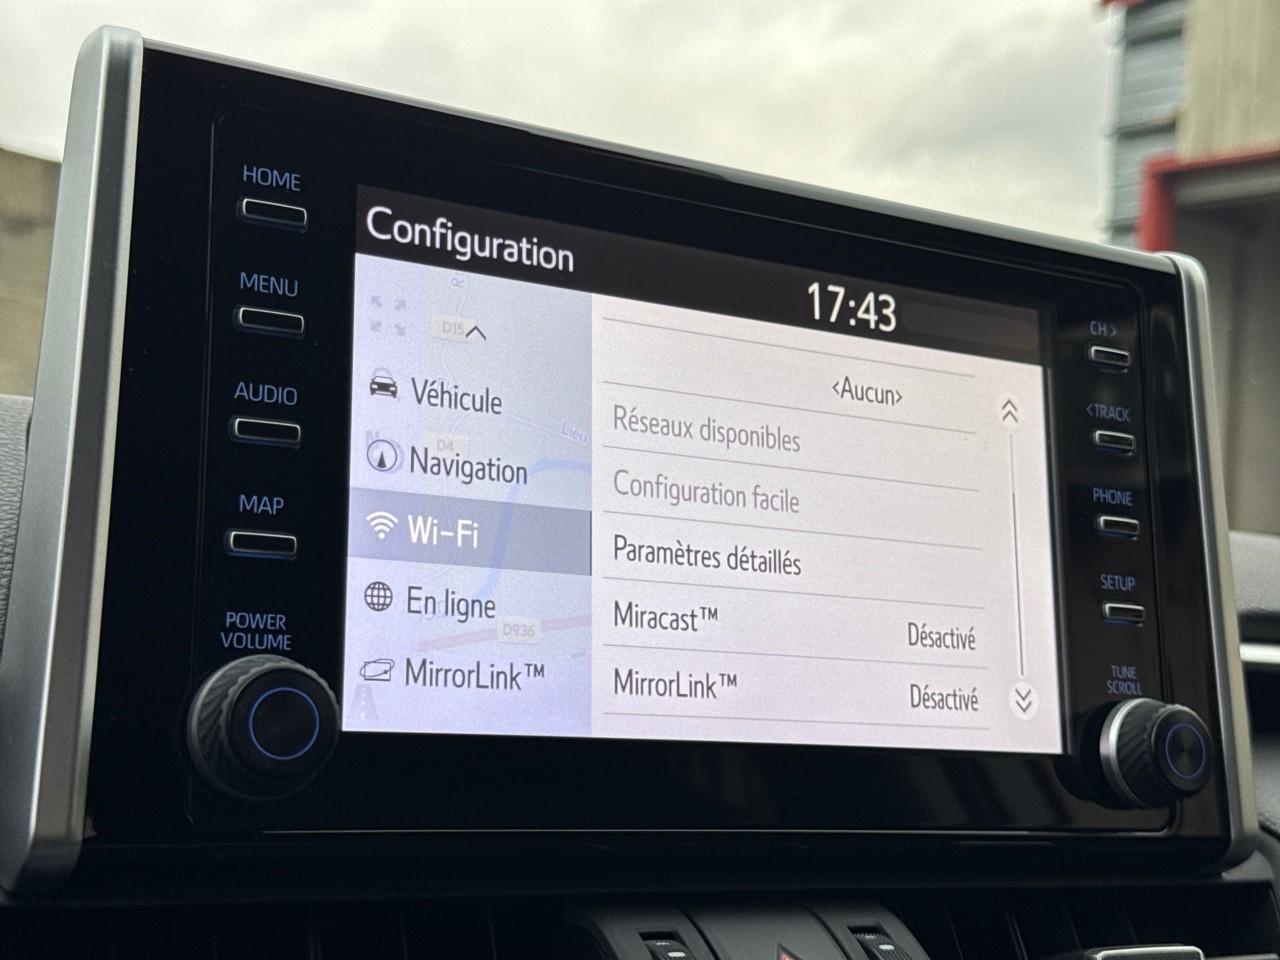 HOME
MENU
AUDIO
MAP
POWER
VOLUME
Configuration
17:43
D15
Véhicule
D4
Lieu
Navigation
Wi-Fi
En ligne
D936
MirrorLink™
<Aucun>
Réseaux disponibles
Configuration facile
Paramètres détaillés
Miracast™ Désactivé
MirrorLink™ Désactivé
CH >
<TRACK
PHONE
SETUP
TUNE
SCROLL